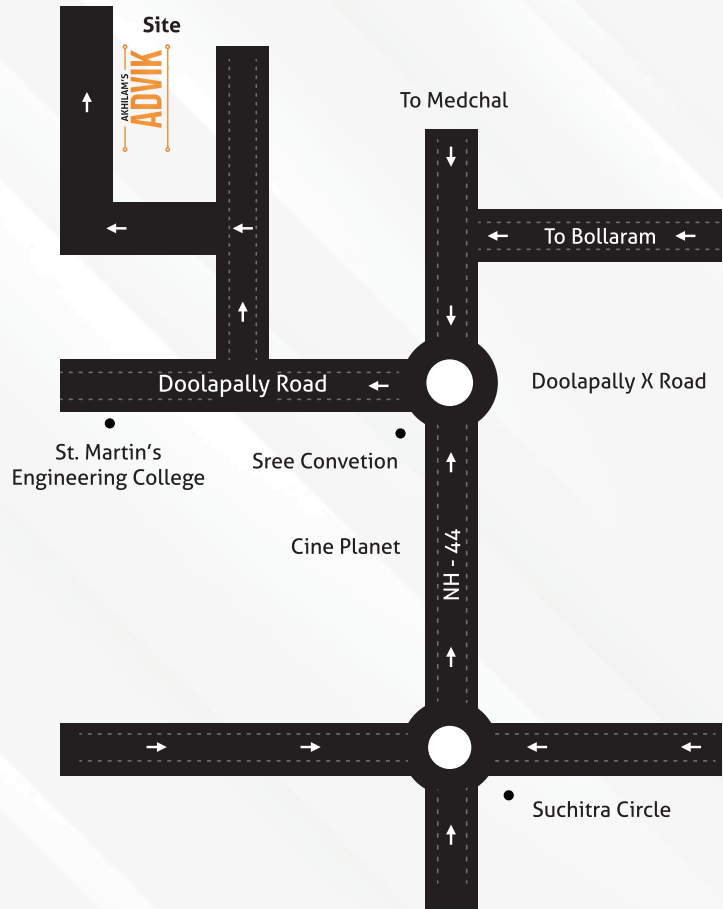 Site
AKHILAM'S
ADVIK
To Medchal
To Bollaram
Doolapally Road
Doolapally X Road
St. Martin's
Engineering College
Sree Convetion
Cine Planet
NH - 44
Suchitra Circle